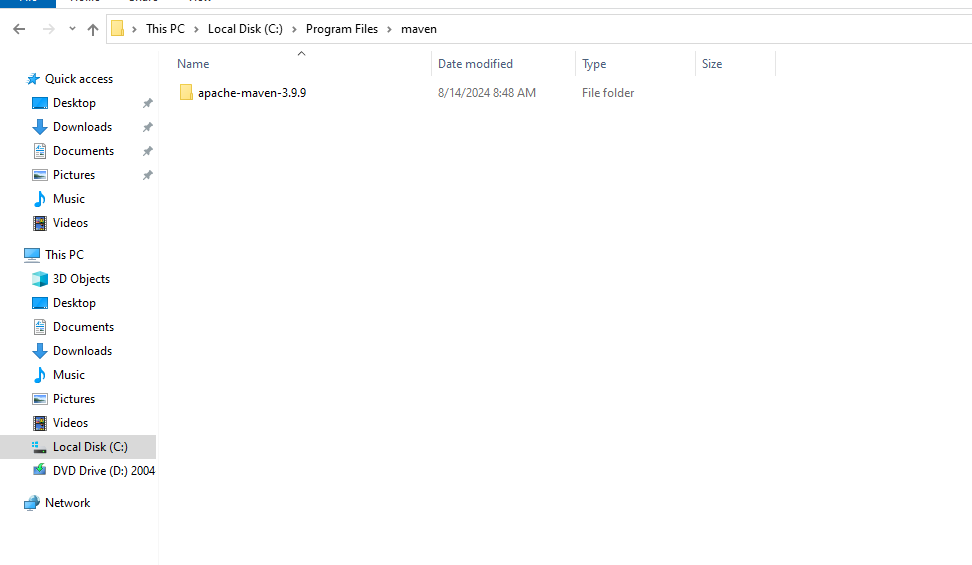 This PC > Local Disk (C:) > Program Files > maven
Name Date modified Type Size
apache-maven-3.9.9 8/14/2024 8:48 AM File folder
Quick access
Desktop
Downloads
Documents
Pictures
Music
Videos
This PC
3D Objects
Desktop
Documents
Downloads
Music
Pictures
Videos
Local Disk (C:)
DVD Drive (D:) 2004
Network